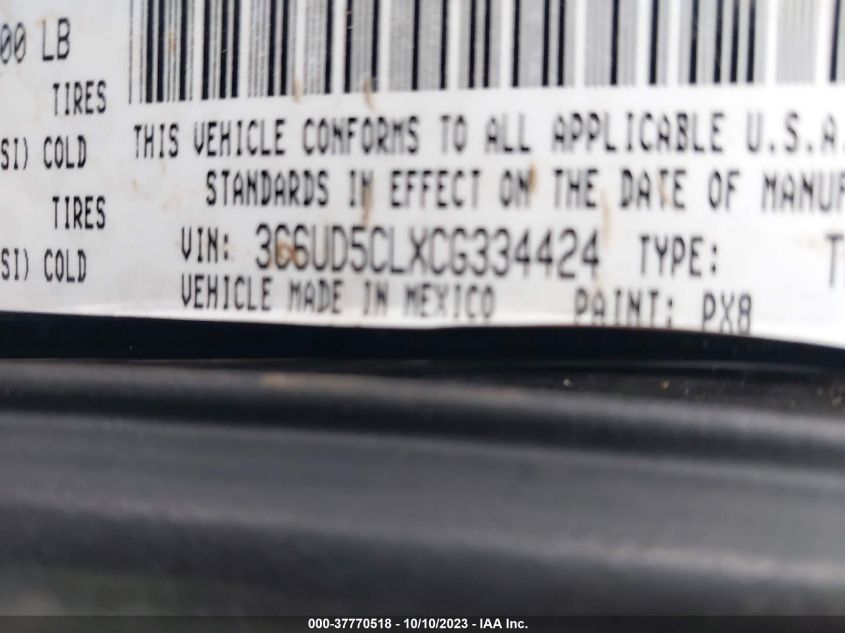 00 LB
TIRES
SI) COLD
TIRES
SI) COLD
THIS VEHICLE CONFORMS TO ALL APPLICABLE U.S.A.
STANDARDS IN EFFECT ON THE DATE OF MANUF
VIN: 3C6UD5CLXCG334424 TYPE: T
VEHICLE MADE IN MEXICO PAINT: PX8
000-37770518 - 10/10/2023 - IAA Inc.